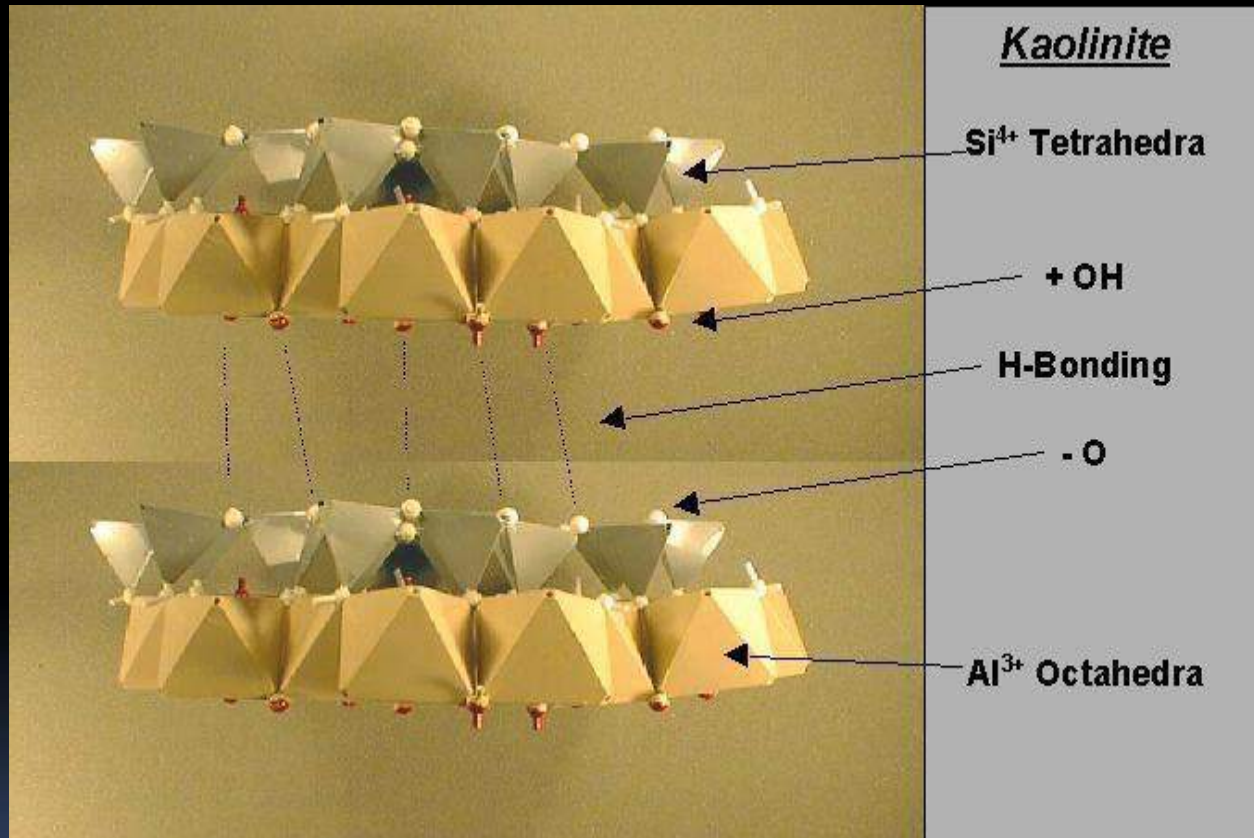 Kaolinite
Si⁴⁺ Tetrahedra
+ OH
H-Bonding
- O
Al³⁺ Octahedra